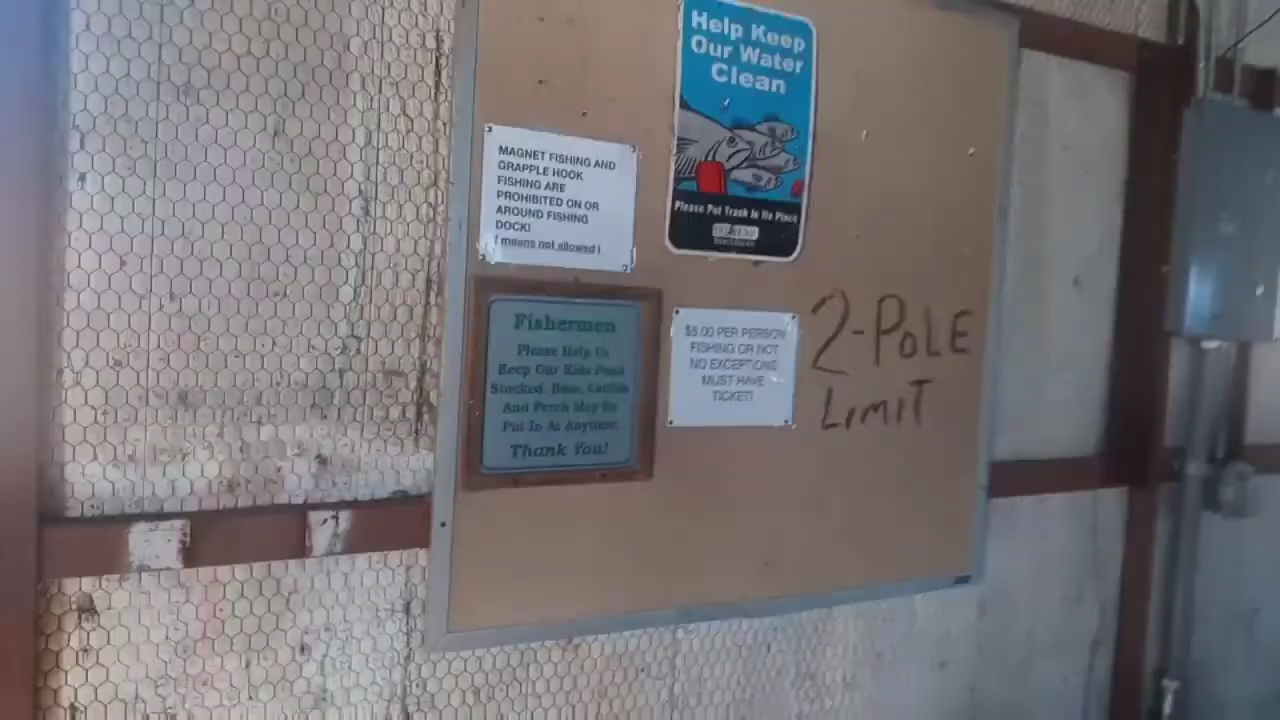 Help Keep
Our Water
Clean
Please Put Trash In Its Place
MAGNET FISHING AND
GRAPPLE HOOK
FISHING ARE
PROHIBITED ON OR
AROUND FISHING
DOCK!
( means not allowed )
Fishermen
Please Help Us
Keep Our Kids Pond
Stocked. Bass, Catfish
And Perch May Be
Put In At Anytime.
Thank You!
$5.00 PER PERSON
FISHING OR NOT
NO EXCEPTIONS
MUST HAVE
TICKET!
2-POLE
LIMIT